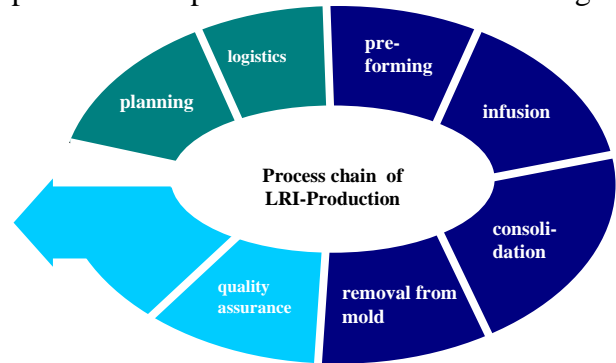 planning
logistics
pre-
forming
infusion
consoli-
dation
removal from
mold
quality
assurance
Process chain of
LRI-Production